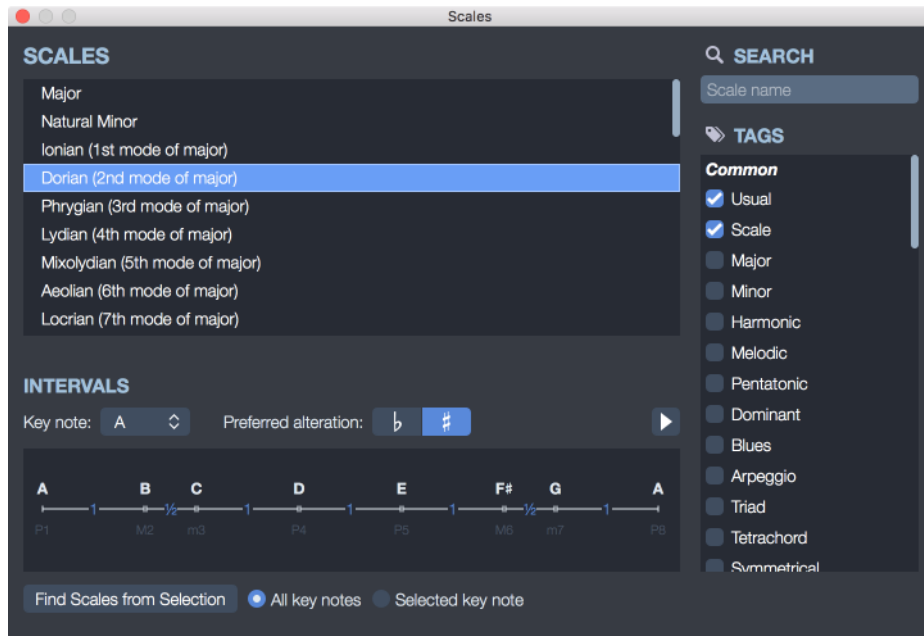 Scales
SCALES
Major
Natural Minor
Ionian (1st mode of major)
Dorian (2nd mode of major)
Phrygian (3rd mode of major)
Lydian (4th mode of major)
Mixolydian (5th mode of major)
Aeolian (6th mode of major)
Locrian (7th mode of major)
INTERVALS
Key note: A Preferred alteration: ♭ ♯
A B C D E F# G A
1 ½ 1 1 1 ½ 1
P1 M2 m3 P4 P5 M6 m7 P8
Find Scales from Selection All key notes Selected key note
SEARCH
Scale name
TAGS
Common
Usual
Scale
Major
Minor
Harmonic
Melodic
Pentatonic
Dominant
Blues
Arpeggio
Triad
Tetrachord
Symmetrical